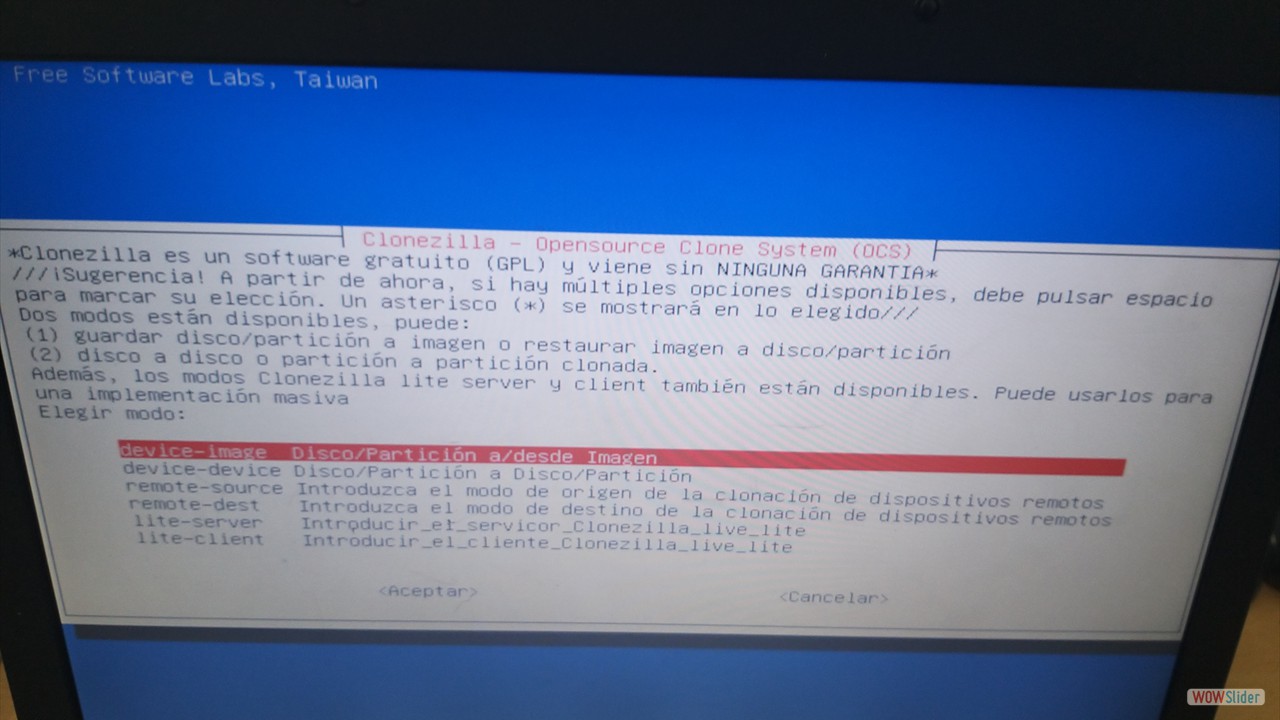 Free Software Labs, Taiwan
Clonezilla - Opensource Clone System (OCS)
*Clonezilla es un software gratuito (GPL) y viene sin NINGUNA GARANTIA*
///¡Sugerencia! A partir de ahora, si hay múltiples opciones disponibles, debe pulsar espacio
para marcar su elección. Un asterisco (*) se mostrará en lo elegido///
Dos modos están disponibles, puede:
(1) guardar disco/partición a imagen o restaurar imagen a disco/partición
(2) disco a disco o partición a partición clonada.
Además, los modos Clonezilla lite server y client también están disponibles. Puede usarlos para
una implementación masiva
Elegir modo:
device-image Disco/Partición a/desde Imagen
device-device Disco/Partición a Disco/Partición
remote-source Introduzca el modo de origen de la clonación de dispositivos remotos
remote-dest Introduzca el modo de destino de la clonación de dispositivos remotos
lite-server Introducir_er_servicor_Clonezilla_live_lite
lite-client Introducir_el_cliente_Clonezilla_live_lite
<Aceptar> <Cancelar>
WOWSlider